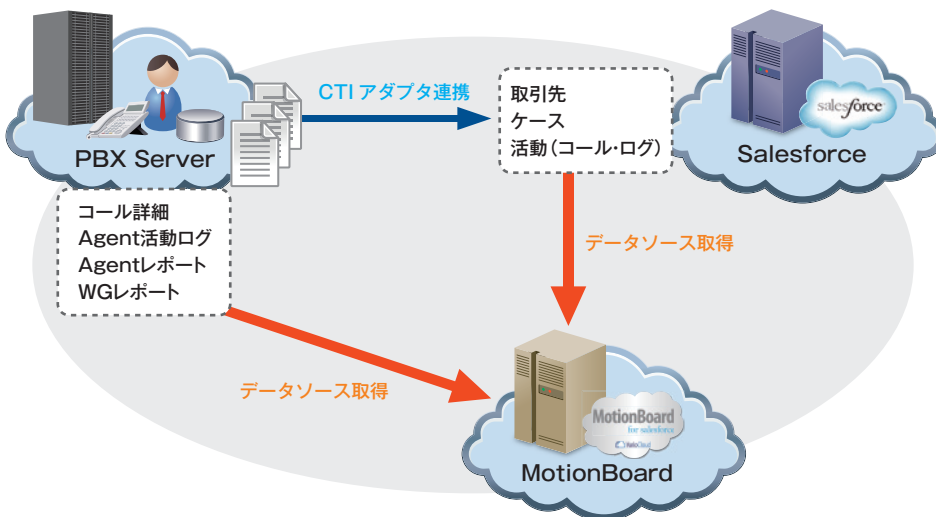 CTI アダプタ連携
取引先
ケース
活動（コール・ログ）
salesforce
PBX Server
Salesforce
コール詳細
Agent活動ログ
Agentレポート
WGレポート
データソース取得
データソース取得
MotionBoard
for salesforce
MotionBoard